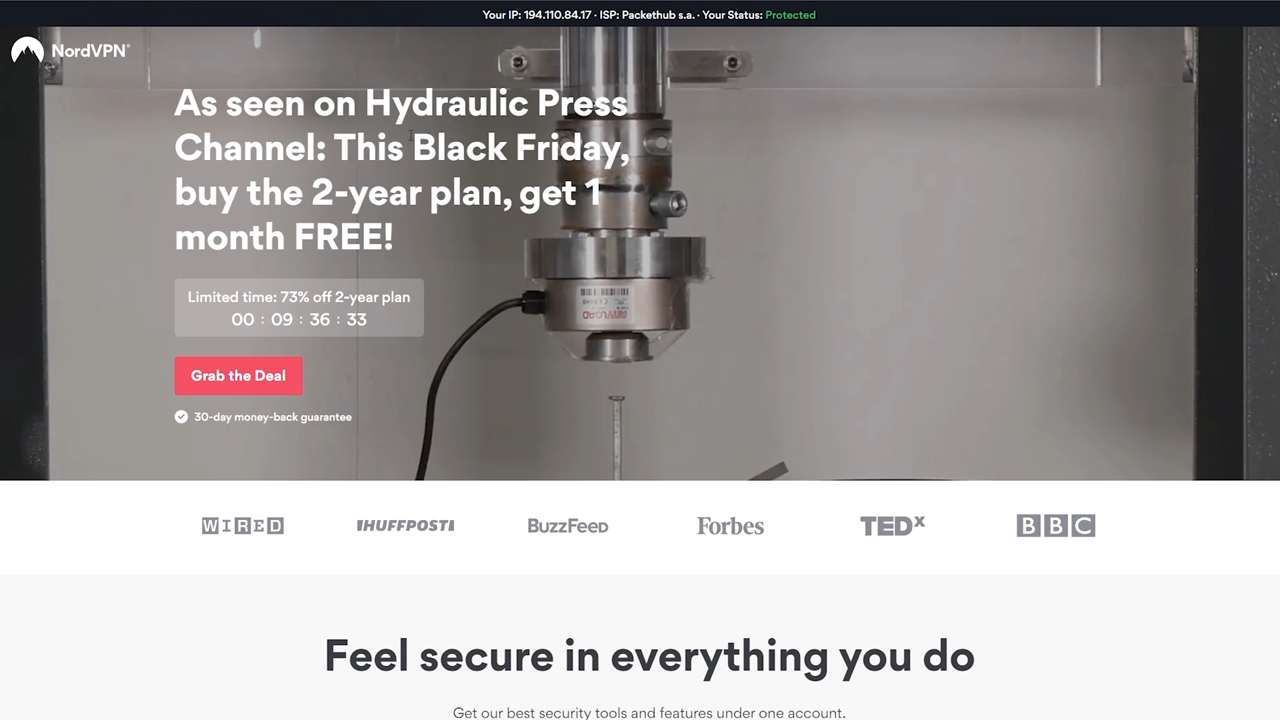 Your IP: 194.110.84.17 · ISP: Packethub s.a. · Your Status: Protected
NordVPN®
As seen on Hydraulic Press
Channel: This Black Friday,
buy the 2-year plan, get 1
month FREE!
Limited time: 73% off 2-year plan
00 : 09 : 36 : 33
Grab the Deal
30-day money-back guarantee
WIRED
HUFFPOST
BuzzFeed
Forbes
TEDx
BBC
Feel secure in everything you do
Get our best security tools and features under one account.